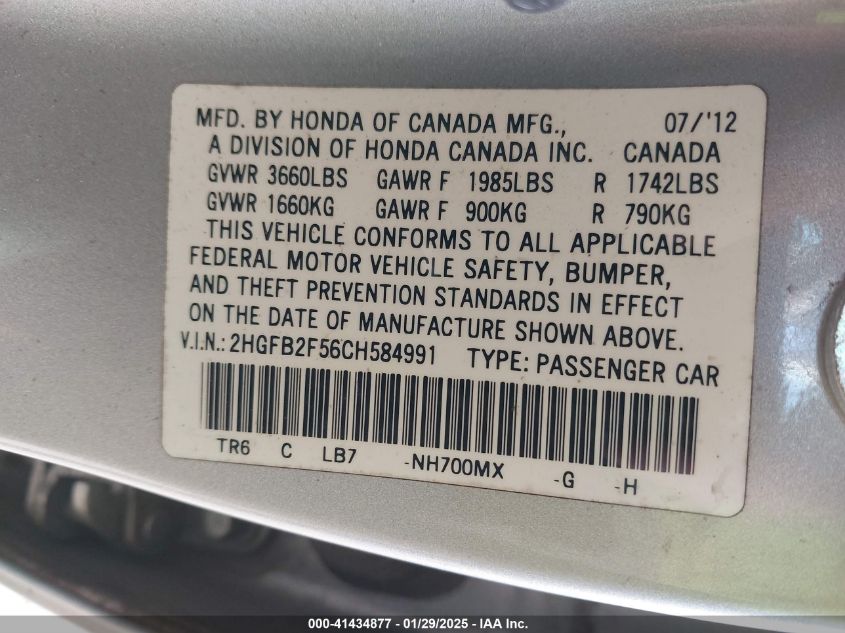 MFD. BY HONDA OF CANADA MFG., 07/'12
A DIVISION OF HONDA CANADA INC. CANADA
GVWR 3660LBS GAWR F 1985LBS R 1742LBS
GVWR 1660KG GAWR F 900KG R 790KG
THIS VEHICLE CONFORMS TO ALL APPLICABLE
FEDERAL MOTOR VEHICLE SAFETY, BUMPER,
AND THEFT PREVENTION STANDARDS IN EFFECT
ON THE DATE OF MANUFACTURE SHOWN ABOVE.
V.I.N.: 2HGFB2F56CH584991 TYPE: PASSENGER CAR
TR6 C LB7 -NH700MX -G -H
000-41434877 - 01/29/2025 - IAA Inc.